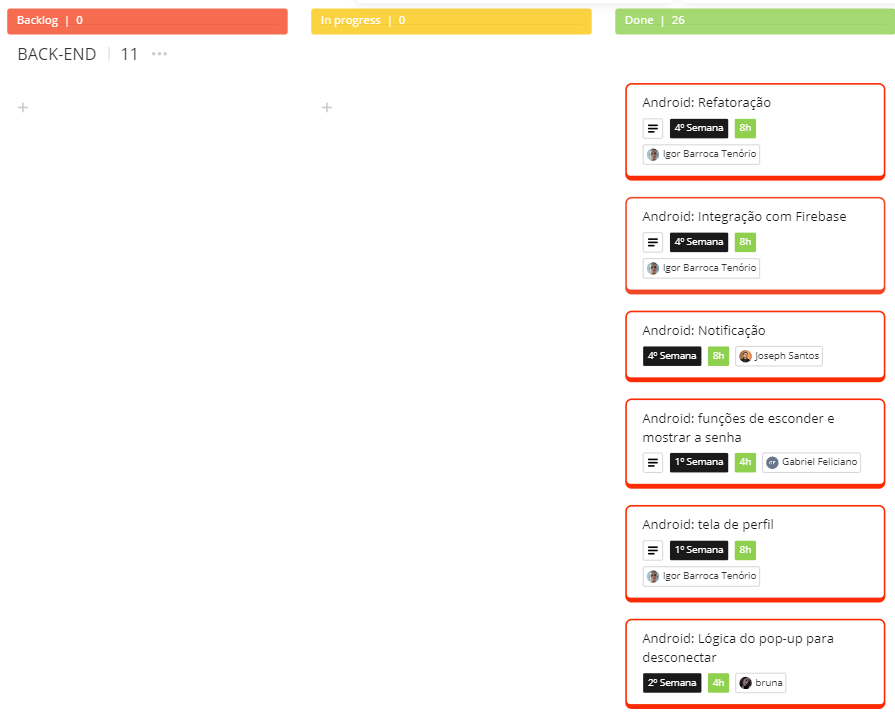 Backlog | 0
In progress | 0
Done | 26
BACK-END | 11
Android: Refatoração
4º Semana 8h
Igor Barroca Tenório
Android: Integração com Firebase
4º Semana 8h
Igor Barroca Tenório
Android: Notificação
4º Semana 8h Joseph Santos
Android: funções de esconder e
mostrar a senha
1º Semana 4h Gabriel Feliciano
Android: tela de perfil
1º Semana 8h
Igor Barroca Tenório
Android: Lógica do pop-up para
desconectar
2º Semana 4h bruna